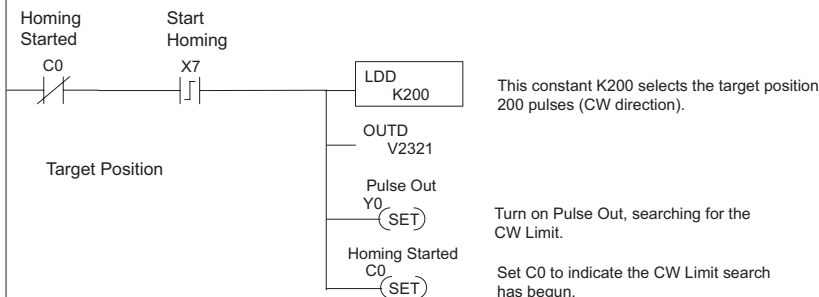 Homing
Started
Start
Homing
C0
X7
LDD
K200
This constant K200 selects the target position
200 pulses (CW direction).
OUTD
V2321
Target Position
Pulse Out
Y0
SET
Turn on Pulse Out, searching for the
CW Limit.
Homing Started
C0
SET
Set C0 to indicate the CW Limit search
has begun.